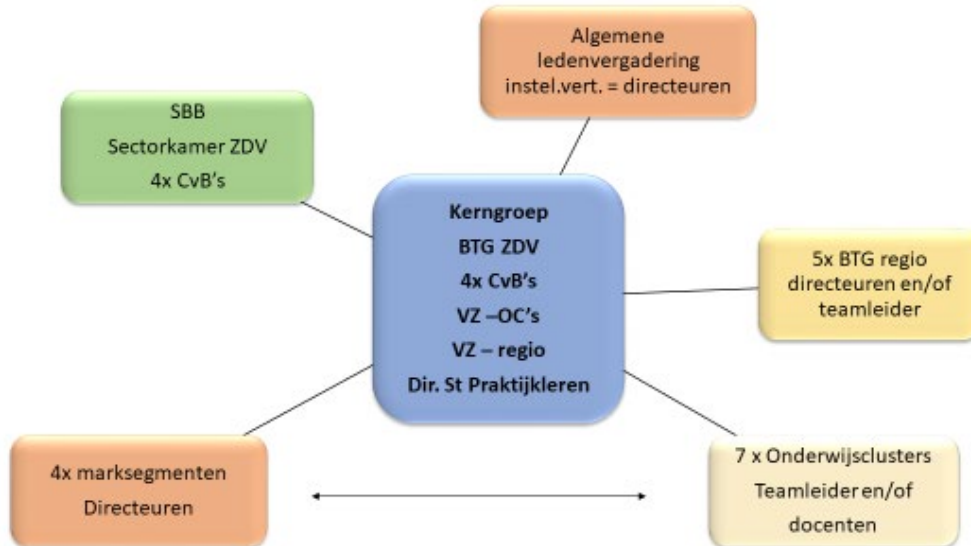 Algemene
ledenvergadering
instel.vert. = directeuren
SBB
Sectorkamer ZDV
4x CvB's
Kerngroep
BTG ZDV
4x CvB's
VZ –OC's
VZ – regio
Dir. St Praktijkleren
5x BTG regio
directeuren en/of
teamleider
4x marksegmenten
Directeuren
7 x Onderwijsclusters
Teamleider en/of
docenten